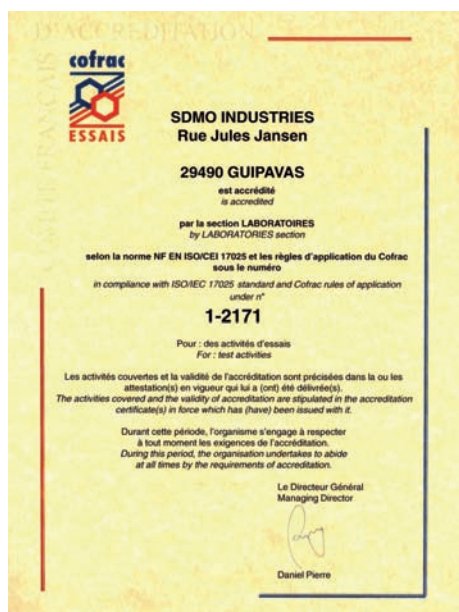 D'ACCRÉDITATION
cofrac
ESSAIS
SDMO INDUSTRIES
Rue Jules Jansen
29490 GUIPAVAS
est accrédité
is accredited
par la section LABORATOIRES
by LABORATORIES section
selon la norme NF EN ISO/CEI 17025 et les règles d'application du Cofrac
sous le numéro
in compliance with ISO/IEC 17025 standard and Cofrac rules of application
under n°
1-2171
Pour : des activités d'essais
For : test activities
Les activités couvertes et la validité de l'accréditation sont précisées dans la ou les
attestation(s) en vigueur qui lui a (ont) été délivrée(s).
The activities covered and the validity of accreditation are stipulated in the accreditation
certificate(s) in force which has (have) been issued with it.
Durant cette période, l'organisme s'engage à respecter
à tout moment les exigences de l'accréditation.
During this period, the organisation undertakes to abide
at all times by the requirements of accreditation.
Le Directeur Général
Managing Director
Daniel Pierre